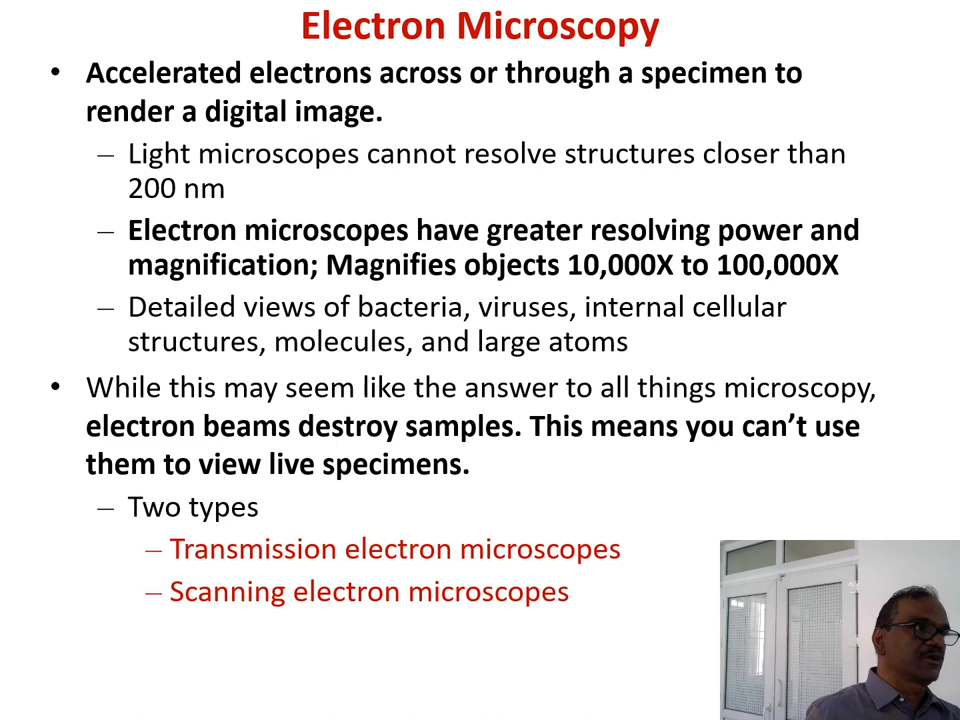 Electron Microscopy
• Accelerated electrons across or through a specimen to
render a digital image.
– Light microscopes cannot resolve structures closer than
200 nm
– Electron microscopes have greater resolving power and
magnification; Magnifies objects 10,000X to 100,000X
– Detailed views of bacteria, viruses, internal cellular
structures, molecules, and large atoms
• While this may seem like the answer to all things microscopy,
electron beams destroy samples. This means you can’t use
them to view live specimens.
– Two types
– Transmission electron microscopes
– Scanning electron microscopes